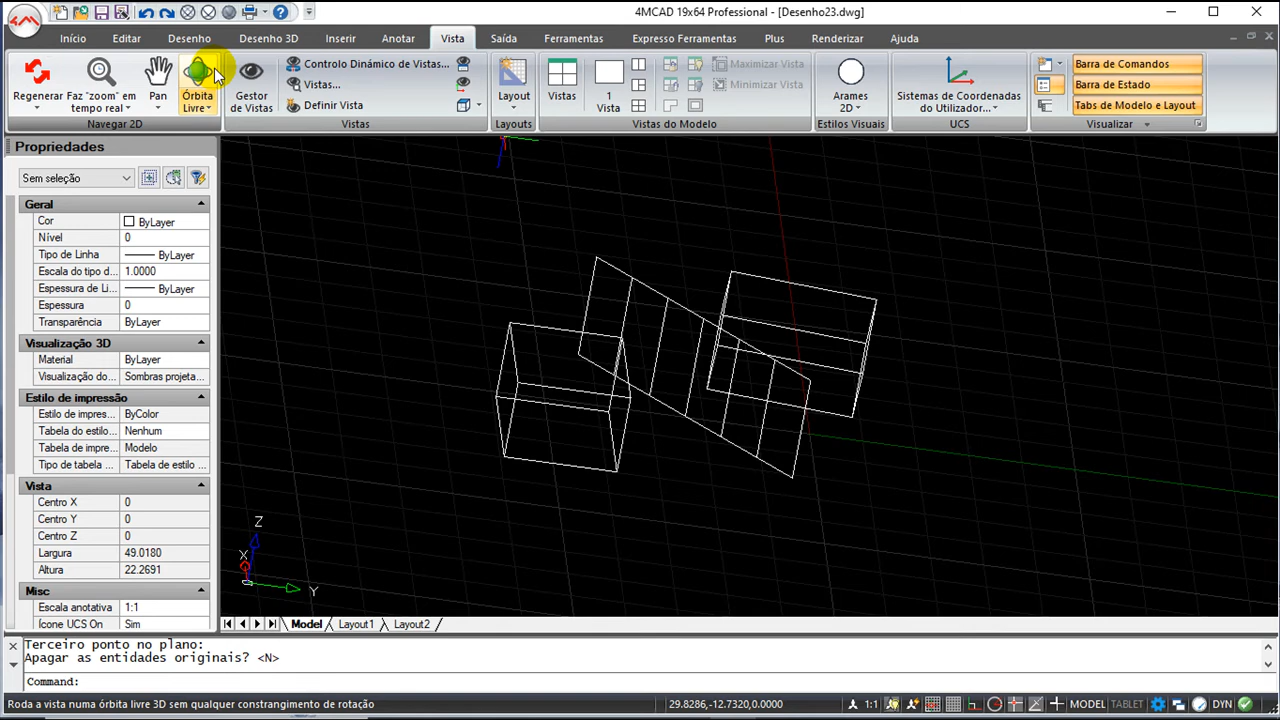 4MCAD 19x64 Professional - [Desenho23.dwg]
Início Editar Desenho Desenho 3D Inserir Anotar Vista Saída Ferramentas Expresso Ferramentas Plus Raster Ferramentas Ajuda
Regenerar
Faz "zoom" em
tempo real
Pan
Órbita
Livre
Gestor
de Vistas
Controlo Dinámico de Vistas...
Vistas...
Definir Vista
Layout
Vistas
1
Vista
Maximizar Vista
Minimizar Vista
Arames
2D
Sistemas de Coordenadas
do Utilizador...
Barra de Comandos
Barra de Estado
Tabs de Modelo e Layout
Navegar 2D Vistas Layouts Vistas do Modelo Estilos Visuais UCS Visualizar
Propriedades
Sem seleção
Geral
Cor ByLayer
Nível 0
Tipo de Linha ByLayer
Escala do tipo d... 1.0000
Espessura de Li... ByLayer
Espessura 0
Transparência ByLayer
Visualização 3D
Material ByLayer
Visualização do... Sombras projeta...
Estilo de impressão
Estilo de impres... ByColor
Tabela do estilo... Nenhum
Tabela de impre... Modelo
Tipo de tabela ... Tabela de estilo ...
Vista
Centro X 0
Centro Y 0
Centro Z 0
Largura 49.0180
Altura 22.2691
Misc
Escala anotativa 1:1
Ícone UCS On Sim
Z
X
Y
Model Layout1 Layout2
Terceiro ponto no plano:
Apagar as entidades originais? <N>
Command:
Roda a vista numa órbita livre 3D sem qualquer constrangimento de rotação 29.8286,-12.7320,0.0000 1:1 MODEL TABLET DYN